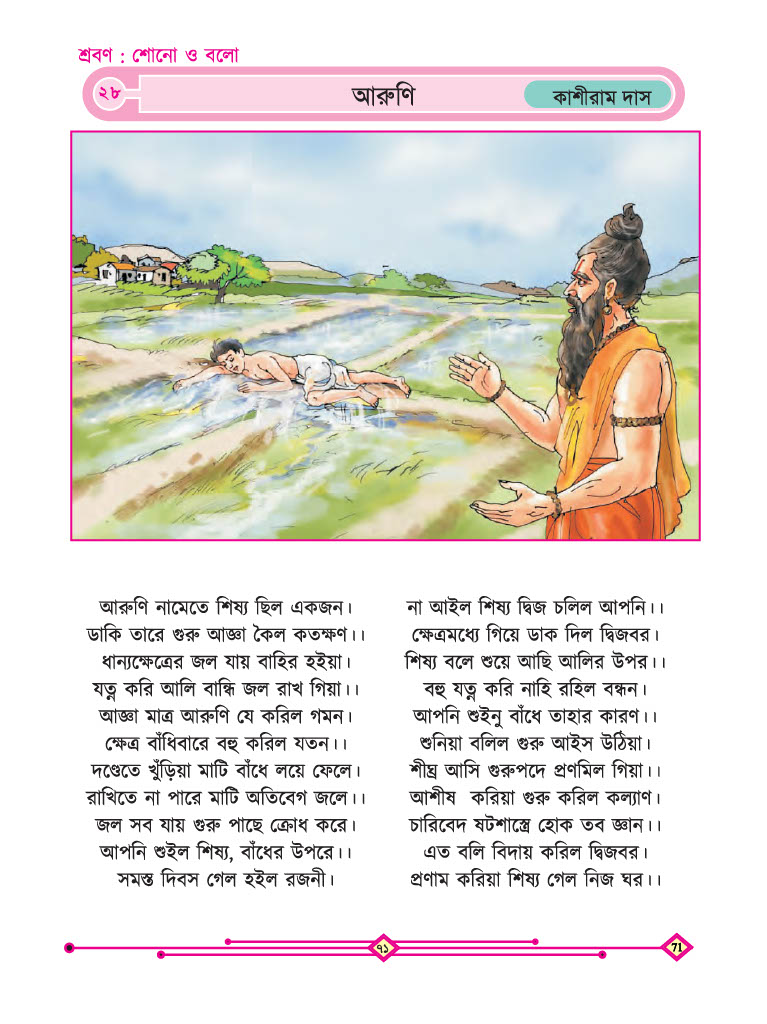 শ্রবণ : শোনো ও বলো
২৮
আরুণি
কাশীরাম দাস
আরুণি নামেতে শিষ্য ছিল একজন।
ডাকি তারে গুরু আজ্ঞা কৈল কতক্ষণ।।
ধান্যক্ষেত্রের জল যায় বাহির হইয়া।
যত্ন করি আলি বান্ধি জল রাখ গিয়া।।
আজ্ঞা মাত্র আরুণি যে করিল গমন।
ক্ষেত্র বাঁধিবারে বহু করিল যতন।।
দণ্ডেতে খুঁড়িয়া মাটি বাঁধে লয়ে ফেলে।
রাখিতে না পারে মাটি অতিবেগ জলে।।
জল সব যায় গুরু পাছে ক্রোধ করে।
আপনি শুইল শিষ্য, বাঁধের উপরে।।
সমস্ত দিবস গেল হইল রজনী।
না আইল শিষ্য দ্বিজ চলিল আপনি।।
ক্ষেত্রমধ্যে গিয়ে ডাক দিল দ্বিজবর।
শিষ্য বলে শুয়ে আছি আলির উপর।।
বহু যত্ন করি নাহি রহিল বন্ধন।
আপনি শুইনু বাঁধে তাহার কারণ।।
শুনিয়া বলিল গুরু আইস উঠিয়া।
শীঘ্র আসি গুরুপদে প্রণমিল গিয়া।।
আশীষ করিয়া গুরু করিল কল্যাণ।
চারিবেদ ষটশাস্ত্রে হোক তব জ্ঞান।।
এত বলি বিদায় করিল দ্বিজবর।
প্রণাম করিয়া শিষ্য গেল নিজ ঘর।।
৭১
71